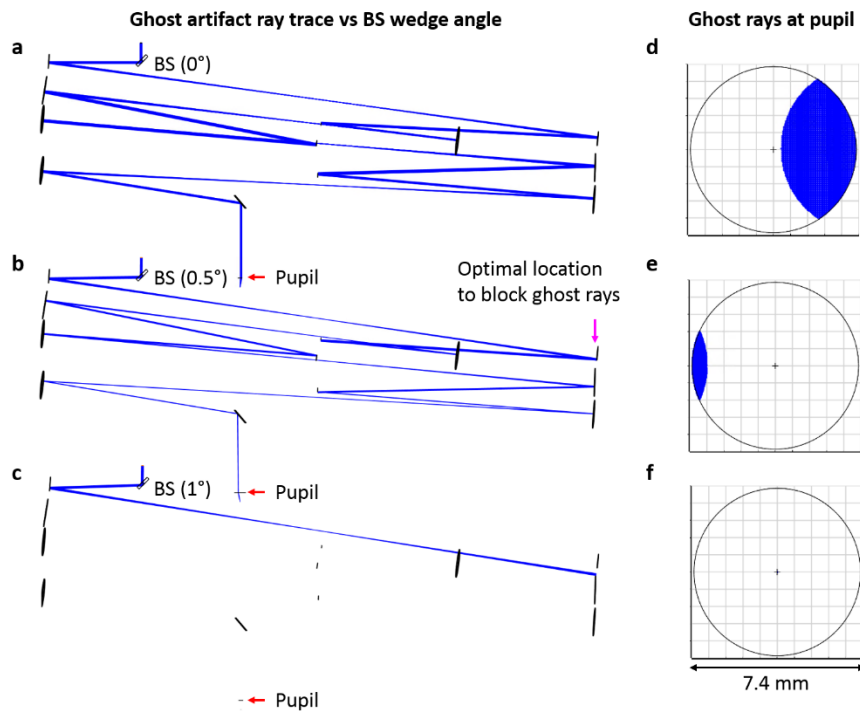 Ghost artifact ray trace vs BS wedge angle
Ghost rays at pupil
a
BS (0°)
d
b
BS (0.5°)
Pupil
Optimal location
to block ghost rays
e
c
BS (1°)
Pupil
f
Pupil
7.4 mm